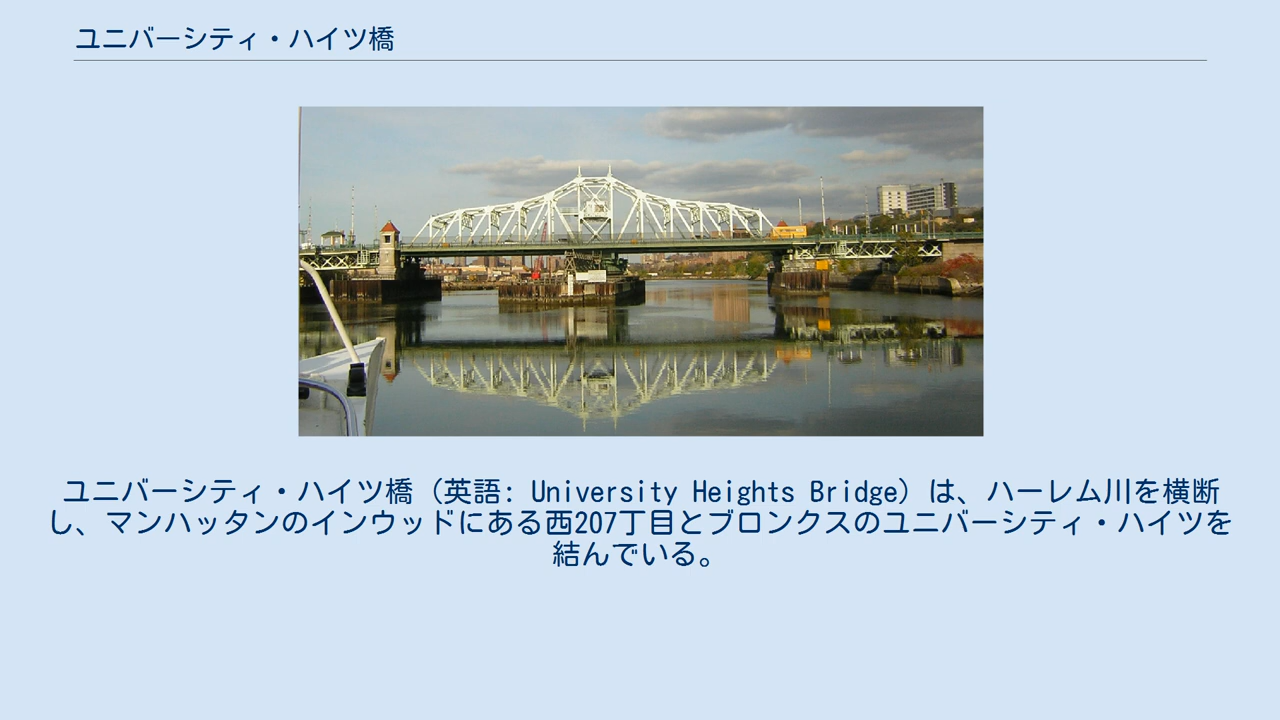 ユニバーシティ・ハイツ橋
ユニバーシティ・ハイツ橋（英語: University Heights Bridge）は、ハーレム川を横断
し、マンハッタンのインウッドにある西207丁目とブロンクスのユニバーシティ・ハイツを
結んでいる。